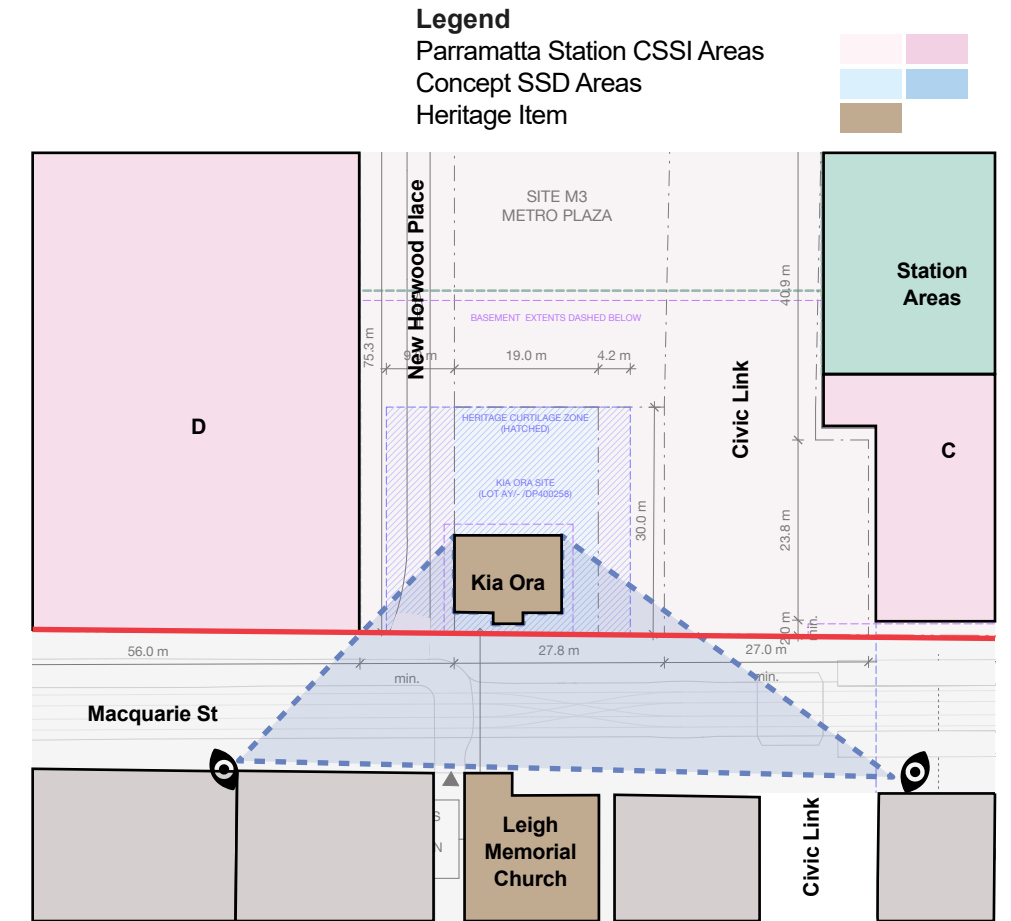 Legend
Parramatta Station CSSI Areas
Concept SSD Areas
Heritage Item
New Horwood Place
SITE M3
METRO PLAZA
Station
Areas
40.9 m
BASEMENT EXTENTS DASHED BELOW
75.3 m
19.0 m
4.2 m
Civic Link
D
C
HERITAGE CURTILAGE ZONE
(HATCHED)
KIA ORA SITE
(LOT AY/- /DP400258)
30.0 m
23.8 m
Kia Ora
min.
56.0 m
27.8 m
27.0 m
min.
min.
Macquarie St
S
N
Leigh
Memorial
Church
Civic Link